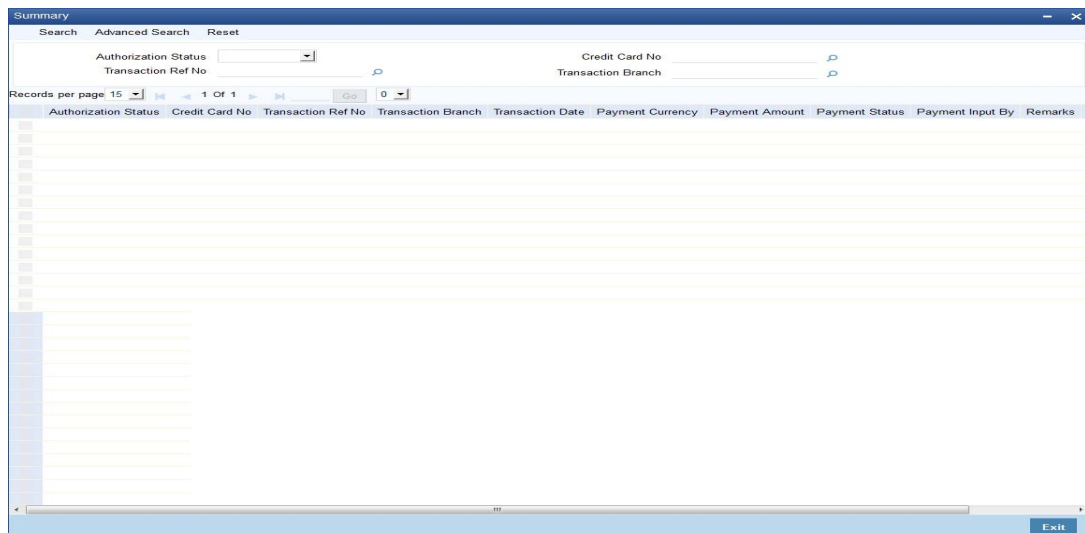 Summary
Search Advanced Search Reset
Authorization Status Credit Card No
Transaction Ref No Transaction Branch
Records per page 15 1 Of 1 Go 0
Authorization Status Credit Card No Transaction Ref No Transaction Branch Transaction Date Payment Currency Payment Amount Payment Status Payment Input By Remarks
Exit